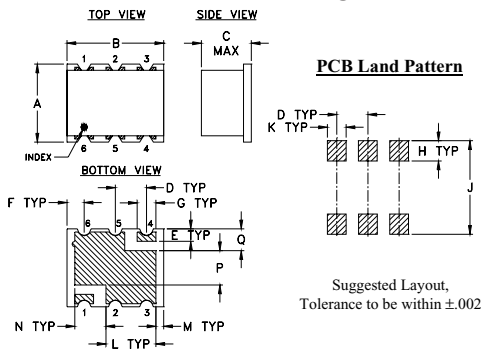 TOP VIEW
SIDE VIEW
B
C
MAX
1 2 3
A
INDEX
6 5 4
BOTTOM VIEW
D TYP
F TYP
G TYP
6 5 4
E TYP
Q
P
1 2 3
N TYP
M TYP
L TYP
PCB Land Pattern
D TYP
K TYP
H TYP
J
Suggested Layout,
Tolerance to be within ±.002